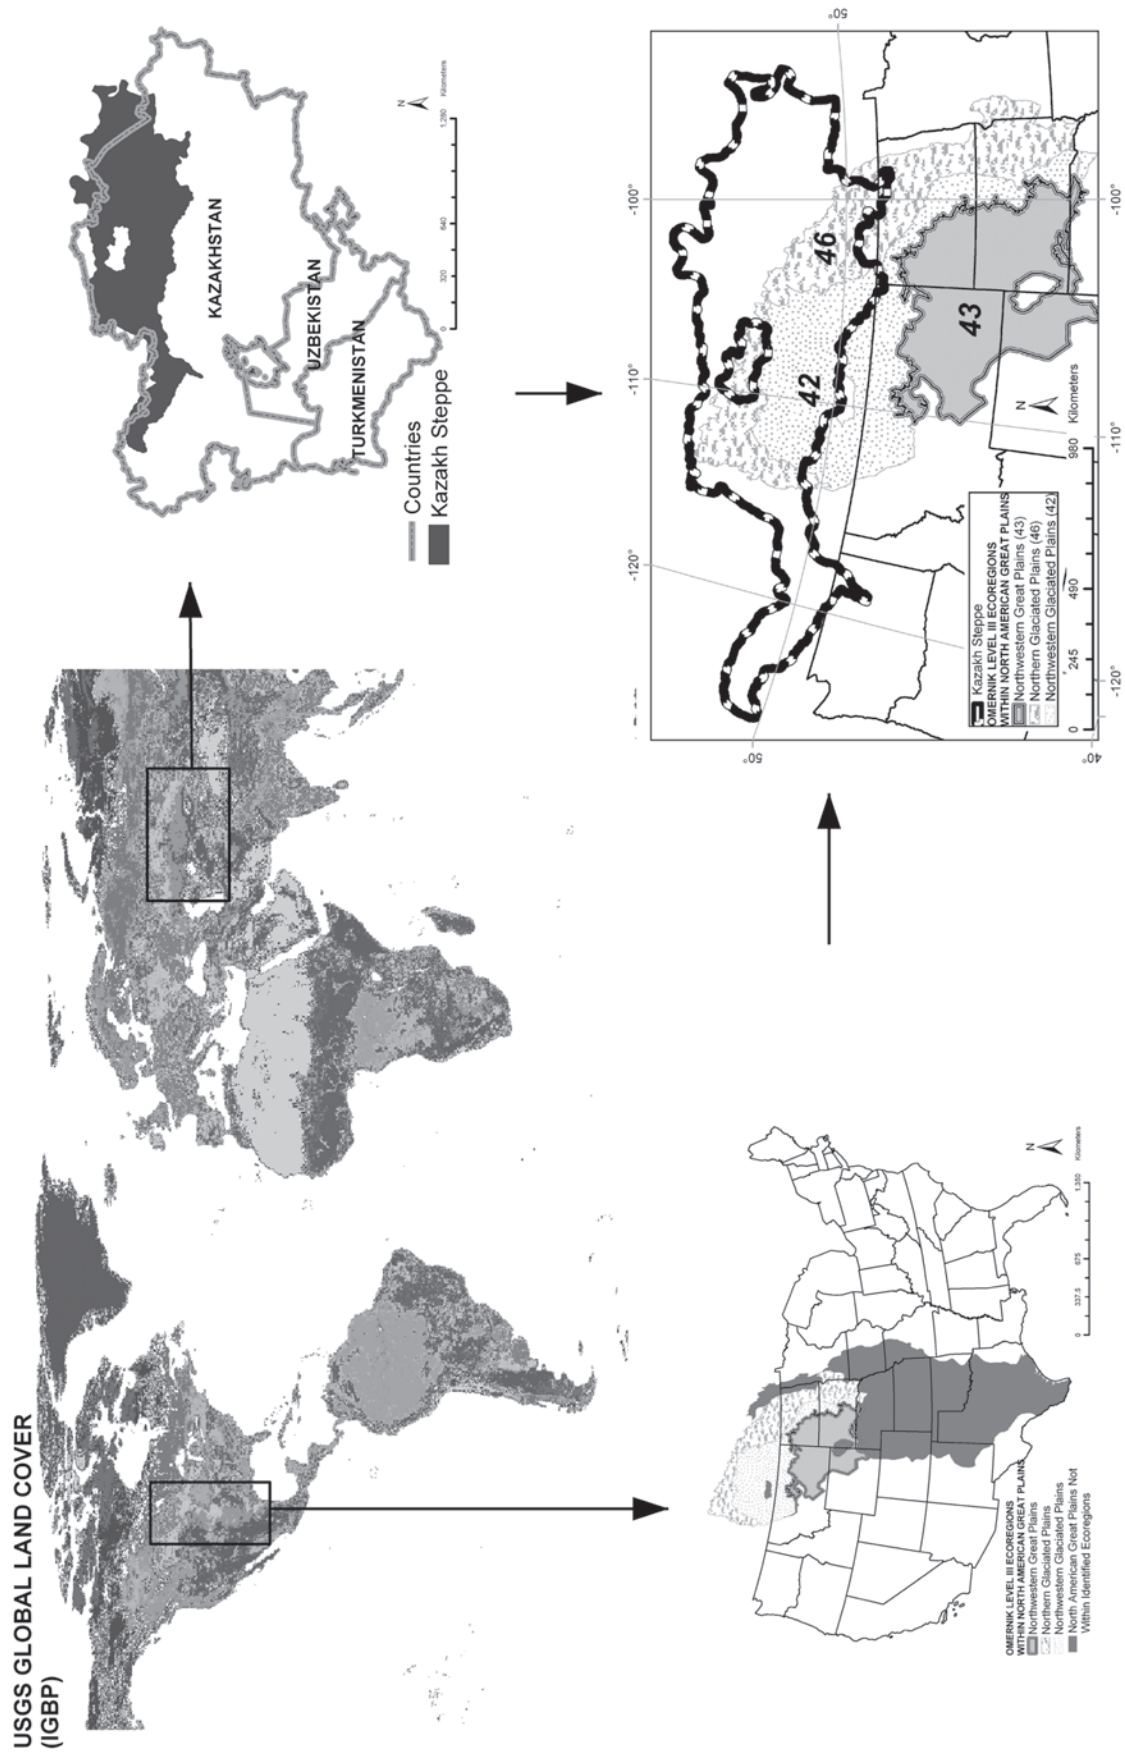 USGS GLOBAL LAND COVER
(IGBP)
KAZAKHSTAN
UZBEKISTAN
TURKMENISTAN
Countries
Kazakh Steppe
N
0
320
640
1,280
Kilometers
OMERNIK LEVEL III ECOREGIONS
WITHIN NORTH AMERICAN GREAT PLAINS
Northwestern Great Plains
Northern Glaciated Plains
Northwestern Glaciated Plains
North American Great Plains Not
Within Identified Ecoregions
N
0
337.5
675
1,350
Kilometers
-120°
-110°
-100°
50°
50°
46
42
43
Kazakh Steppe
OMERNIK LEVEL III ECOREGIONS
WITHIN NORTH AMERICAN GREAT PLAINS
Northwestern Great Plains (43)
Northern Glaciated Plains (46)
Northwestern Glaciated Plains (42)
N
0
245
490
980
Kilometers
40°
-120°
-110°
-100°